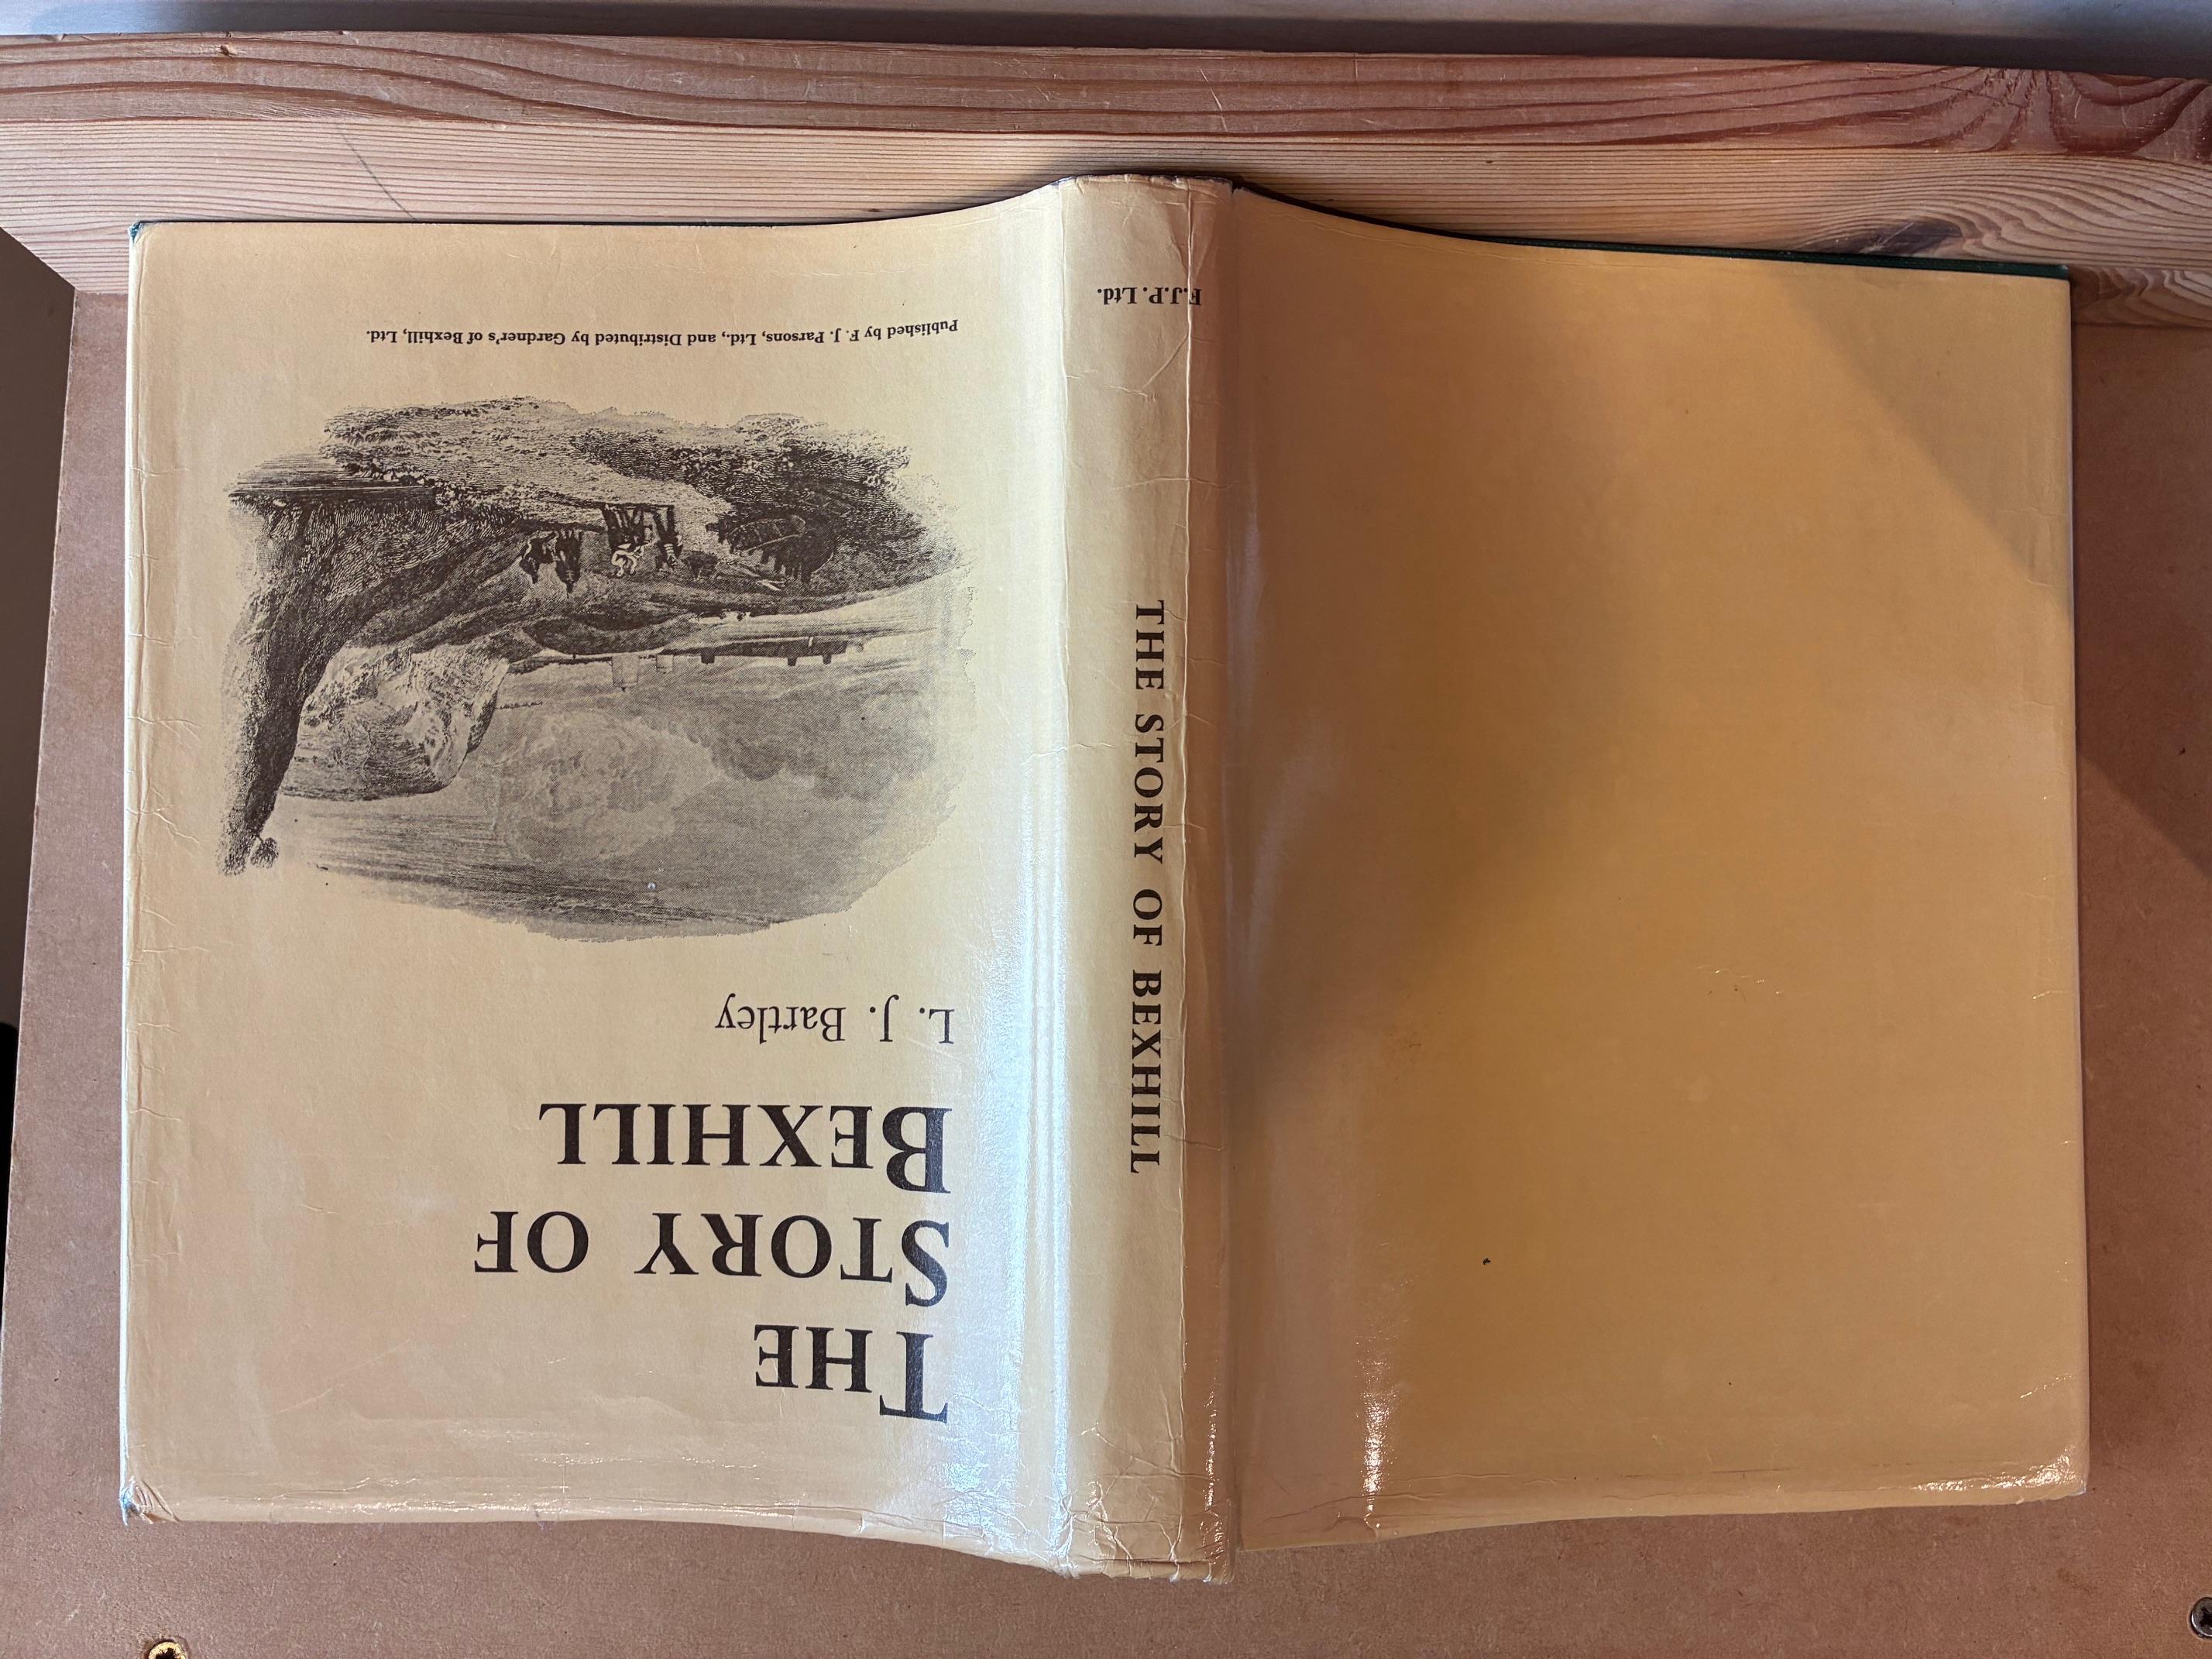 THE
STORY OF
BEXHILL
L. J. Bartley
Published by F. J. Parsons, Ltd., and Distributed by Gardner's of Bexhill, Ltd.
THE STORY OF BEXHILL
F.J.P. Ltd.